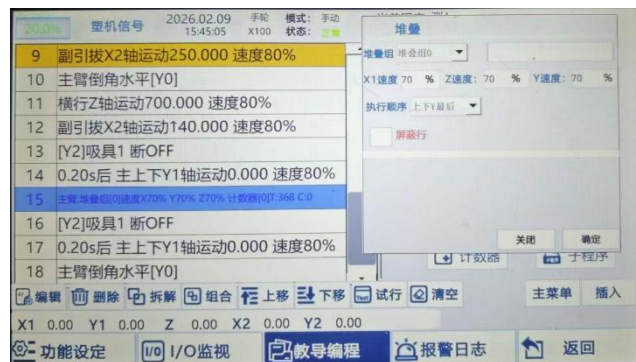 20.0% 塑机信号 2026.02.09 15:45:05 手轮 X100 模式: 手动 状态: 正常
9 副引拔X2轴运动250.000 速度80%
10 主臂倒角水平[Y0]
11 横行Z轴运动700.000 速度80%
12 副引拔X2轴运动140.000 速度80%
13 [Y2]吸具1 断OFF
14 0.20s后 主上下Y1轴运动0.000 速度80%
15 主臂.堆叠组[0]速度X70% Y70% Z70% 计数器[0]T:368 C:0
16 [Y2]吸具1 断OFF
17 0.20s后 主上下Y1轴运动0.000 速度80%
18 主臂倒角水平[Y0]
堆叠
堆叠组 堆叠组0
X1速度 70 % Z速度: 70 % Y速度: 70 %
执行顺序 上下Y最后
屏蔽行
关闭 确定
计数器 子程序
编辑 删除 拆解 组合 上移 下移 试行 清空 主菜单 插入
X1 0.00 Y1 0.00 Z 0.00 X2 0.00 Y2 0.00
功能设定 I/O I/O监视 教导编程 报警日志 返回